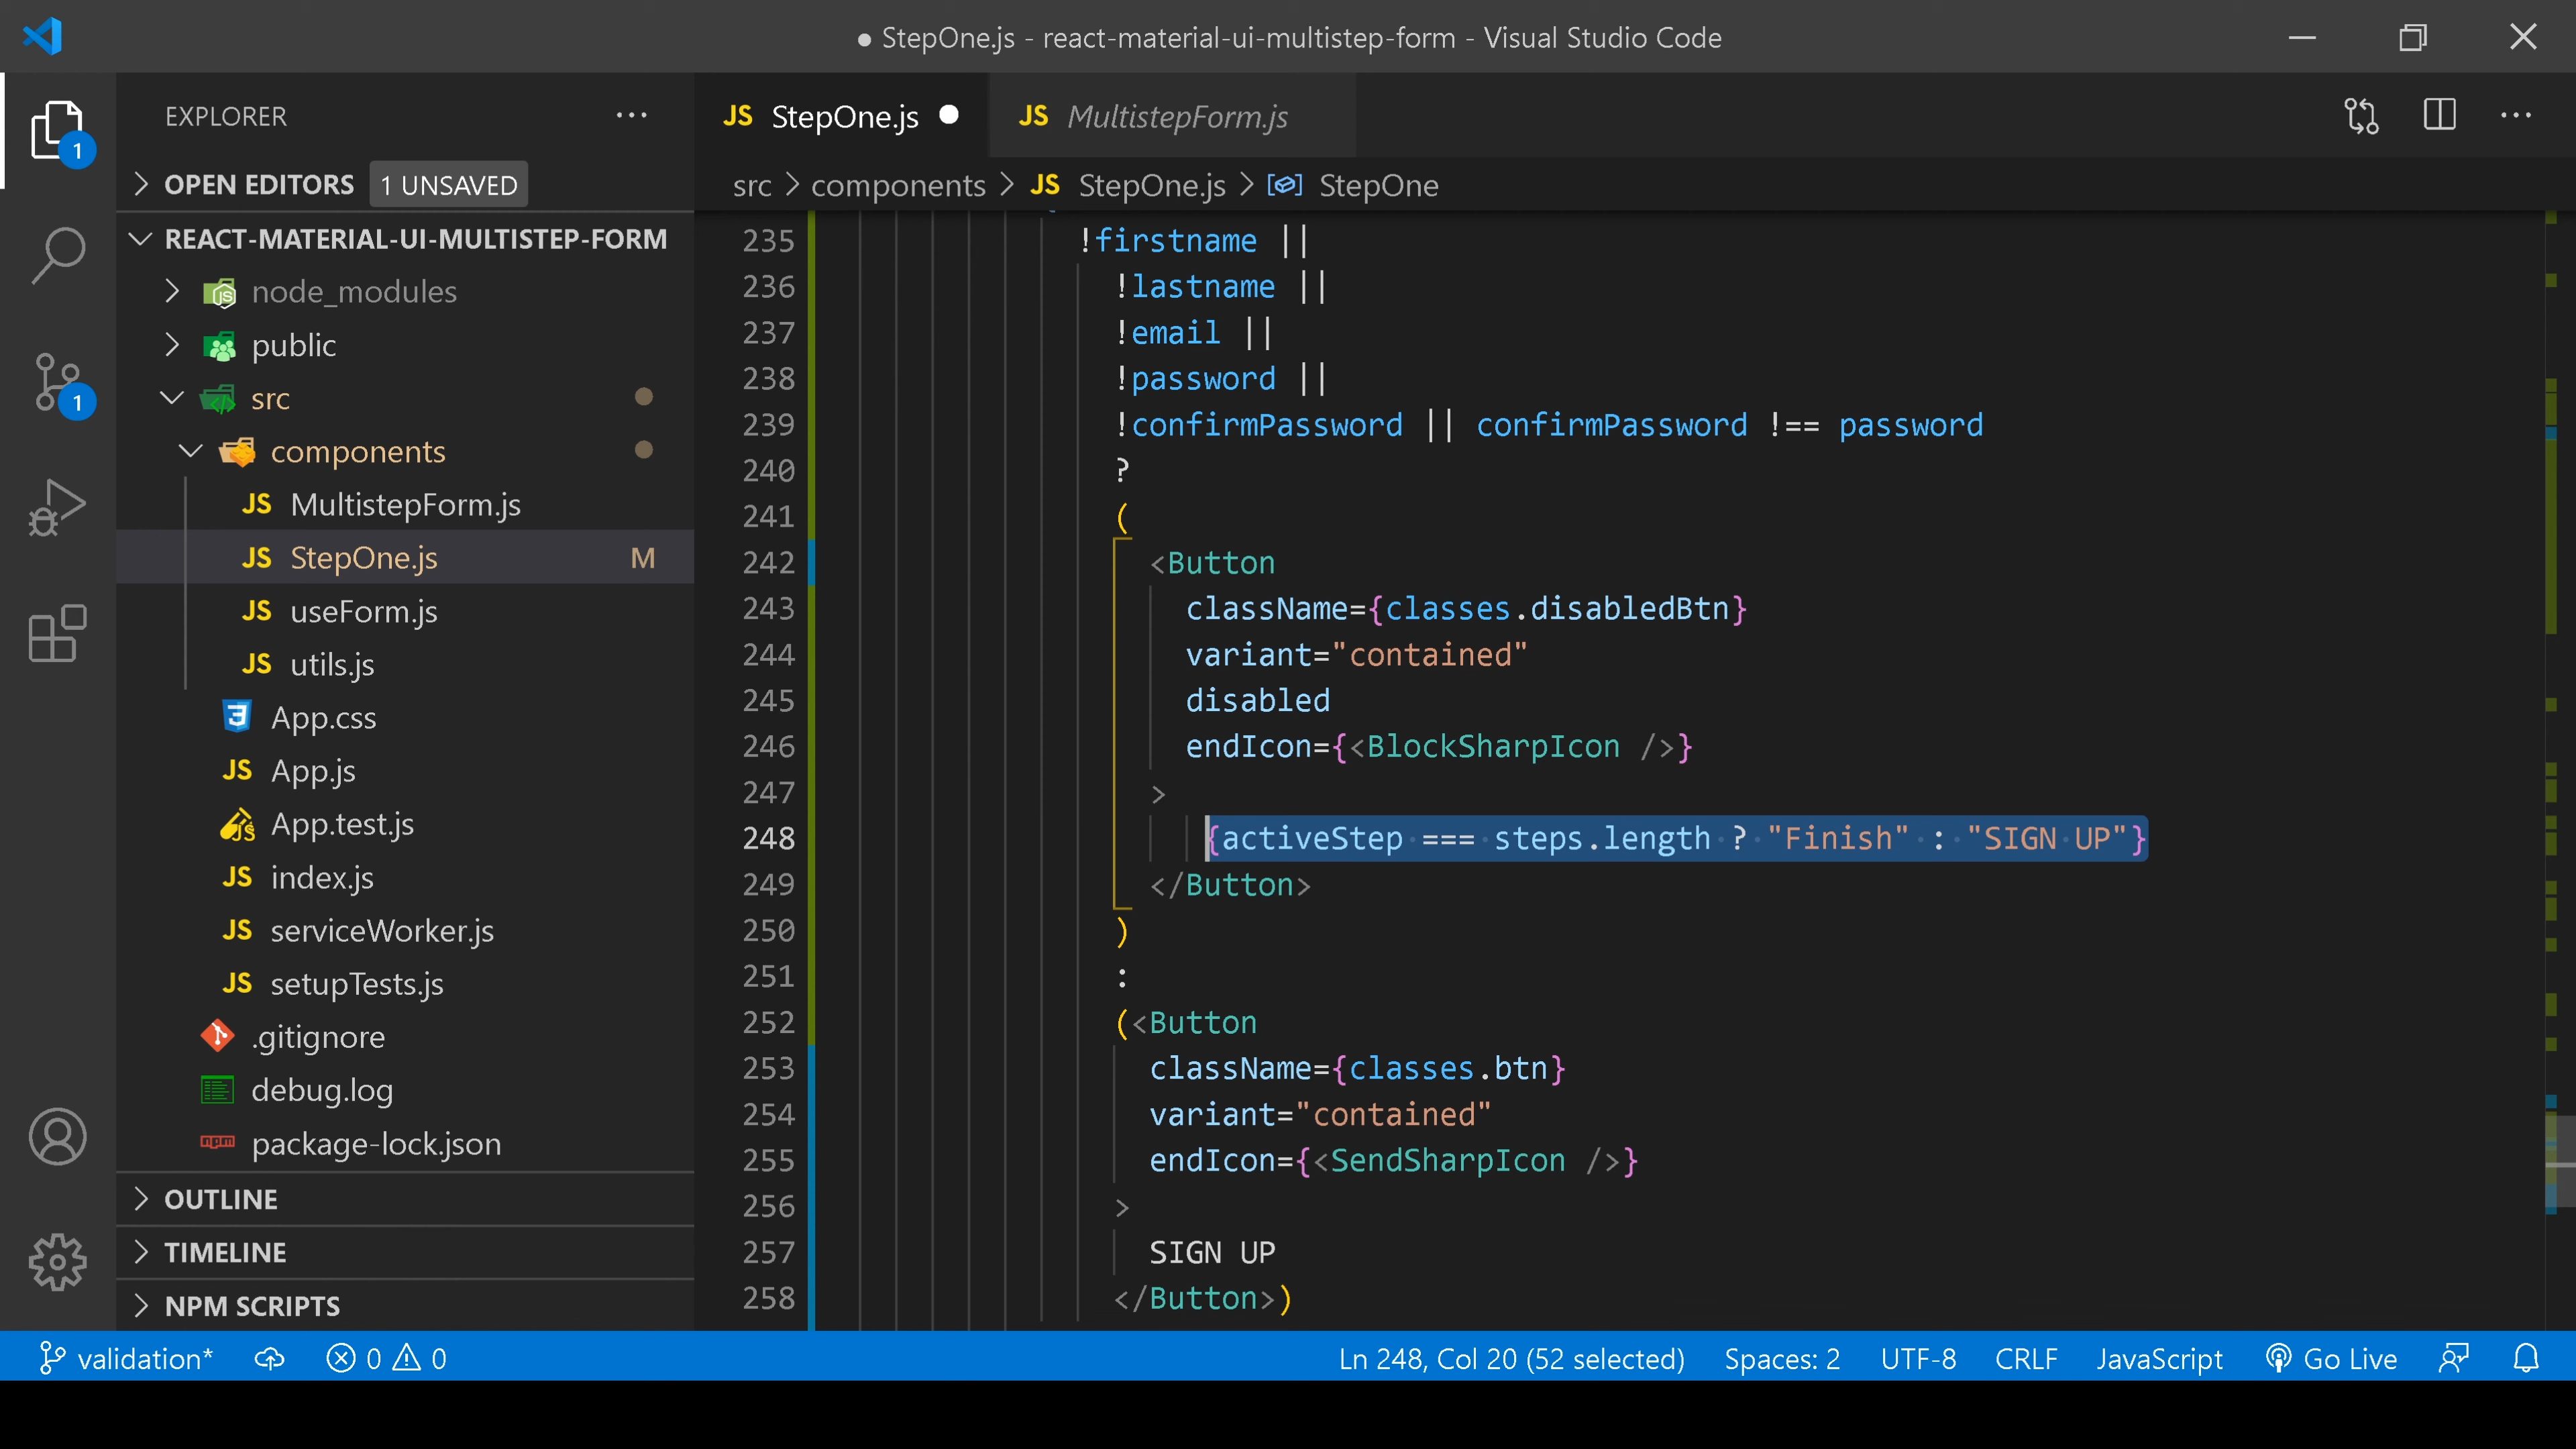 ● StepOne.js - react-material-ui-multistep-form - Visual Studio Code
EXPLORER
1
OPEN EDITORS 1 UNSAVED
REACT-MATERIAL-UI-MULTISTEP-FORM
node_modules
public
src
1
components
JS MultistepForm.js
JS StepOne.js M
JS useForm.js
JS utils.js
App.css
JS App.js
App.test.js
JS index.js
JS serviceWorker.js
JS setupTests.js
.gitignore
debug.log
package-lock.json
OUTLINE
TIMELINE
NPM SCRIPTS
JS StepOne.js ● JS MultistepForm.js
src > components > JS StepOne.js > StepOne
235 !firstname ||
236 !lastname ||
237 !email ||
238 !password ||
239 !confirmPassword || confirmPassword !== password
240 ?
241 (
242 <Button
243 className={classes.disabledBtn}
244 variant="contained"
245 disabled
246 endIcon={<BlockSharpIcon />}
247 >
248 {activeStep === steps.length ? "Finish" : "SIGN UP"}
249 </Button>
250 )
251 :
252 (<Button
253 className={classes.btn}
254 variant="contained"
255 endIcon={<SendSharpIcon />}
256 >
257 SIGN UP
258 </Button>)
validation* 0 0 Ln 248, Col 20 (52 selected) Spaces: 2 UTF-8 CRLF JavaScript Go Live